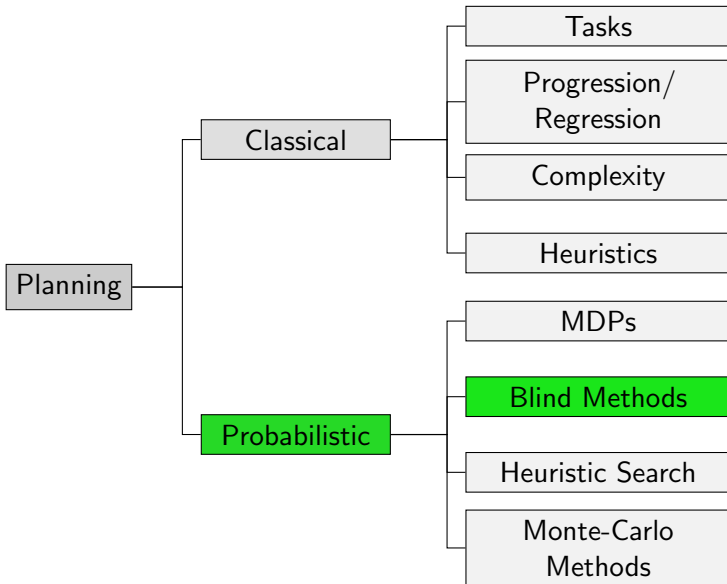 Tasks
Progression/
Regression
Classical
Complexity
Heuristics
Planning
MDPs
Blind Methods
Probabilistic
Heuristic Search
Monte-Carlo
Methods